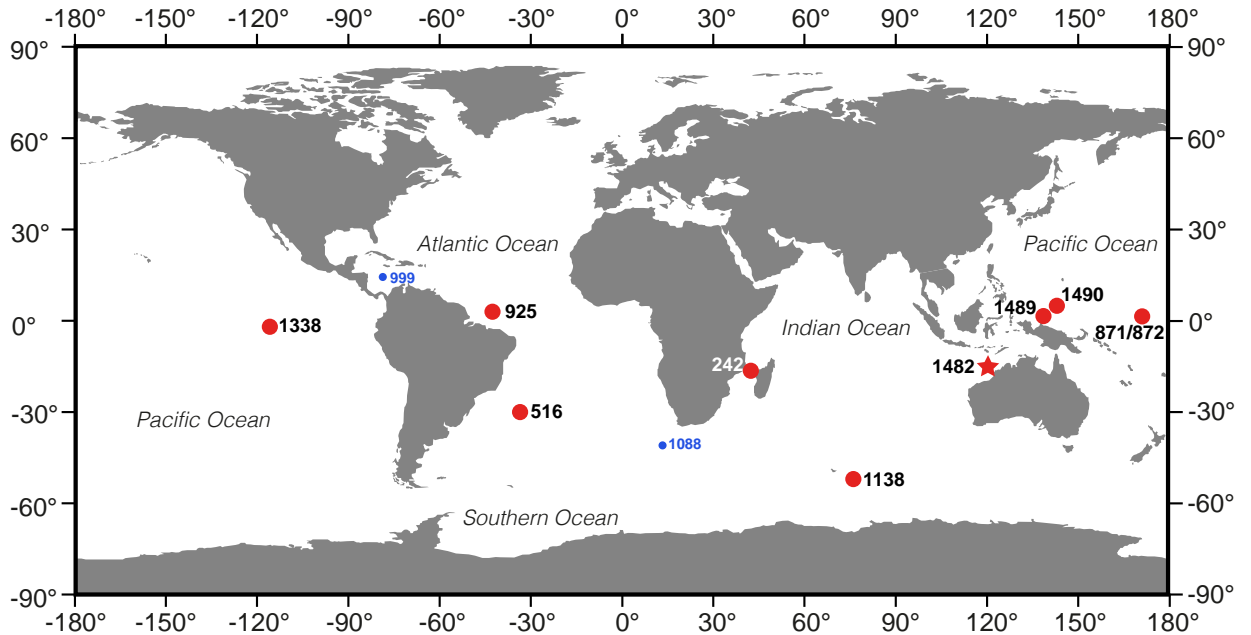 -180° -150° -120° -90° -60° -30° 0° 30° 60° 90° 120° 150° 180°
90° 90°
60° 60°
30° Atlantic Ocean Pacific Ocean 30°
999
1490
925 1489
0° 1338 Indian Ocean 0°
871/872
242 1482
-30° Pacific Ocean 516 -30°
1088
1138
-60° Southern Ocean -60°
-90° -90°
-180° -150° -120° -90° -60° -30° 0° 30° 60° 90° 120° 150° 180°